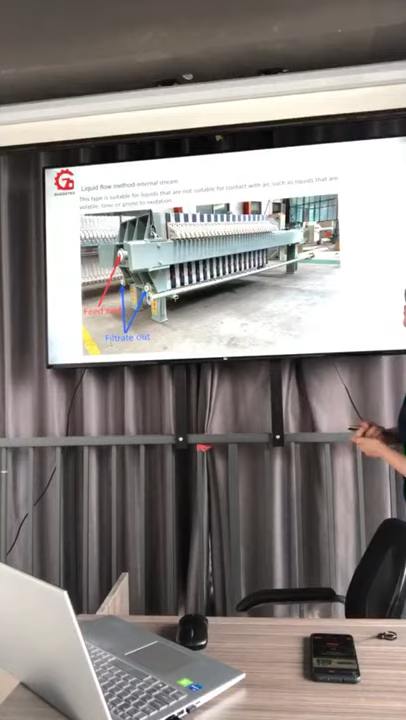 Liquid flow method-internal stream
This type is suitable for liquids that are not suitable for contact with air, such as liquids that are
volatile, toxic or prone to oxidation
Feed
Filtrate out